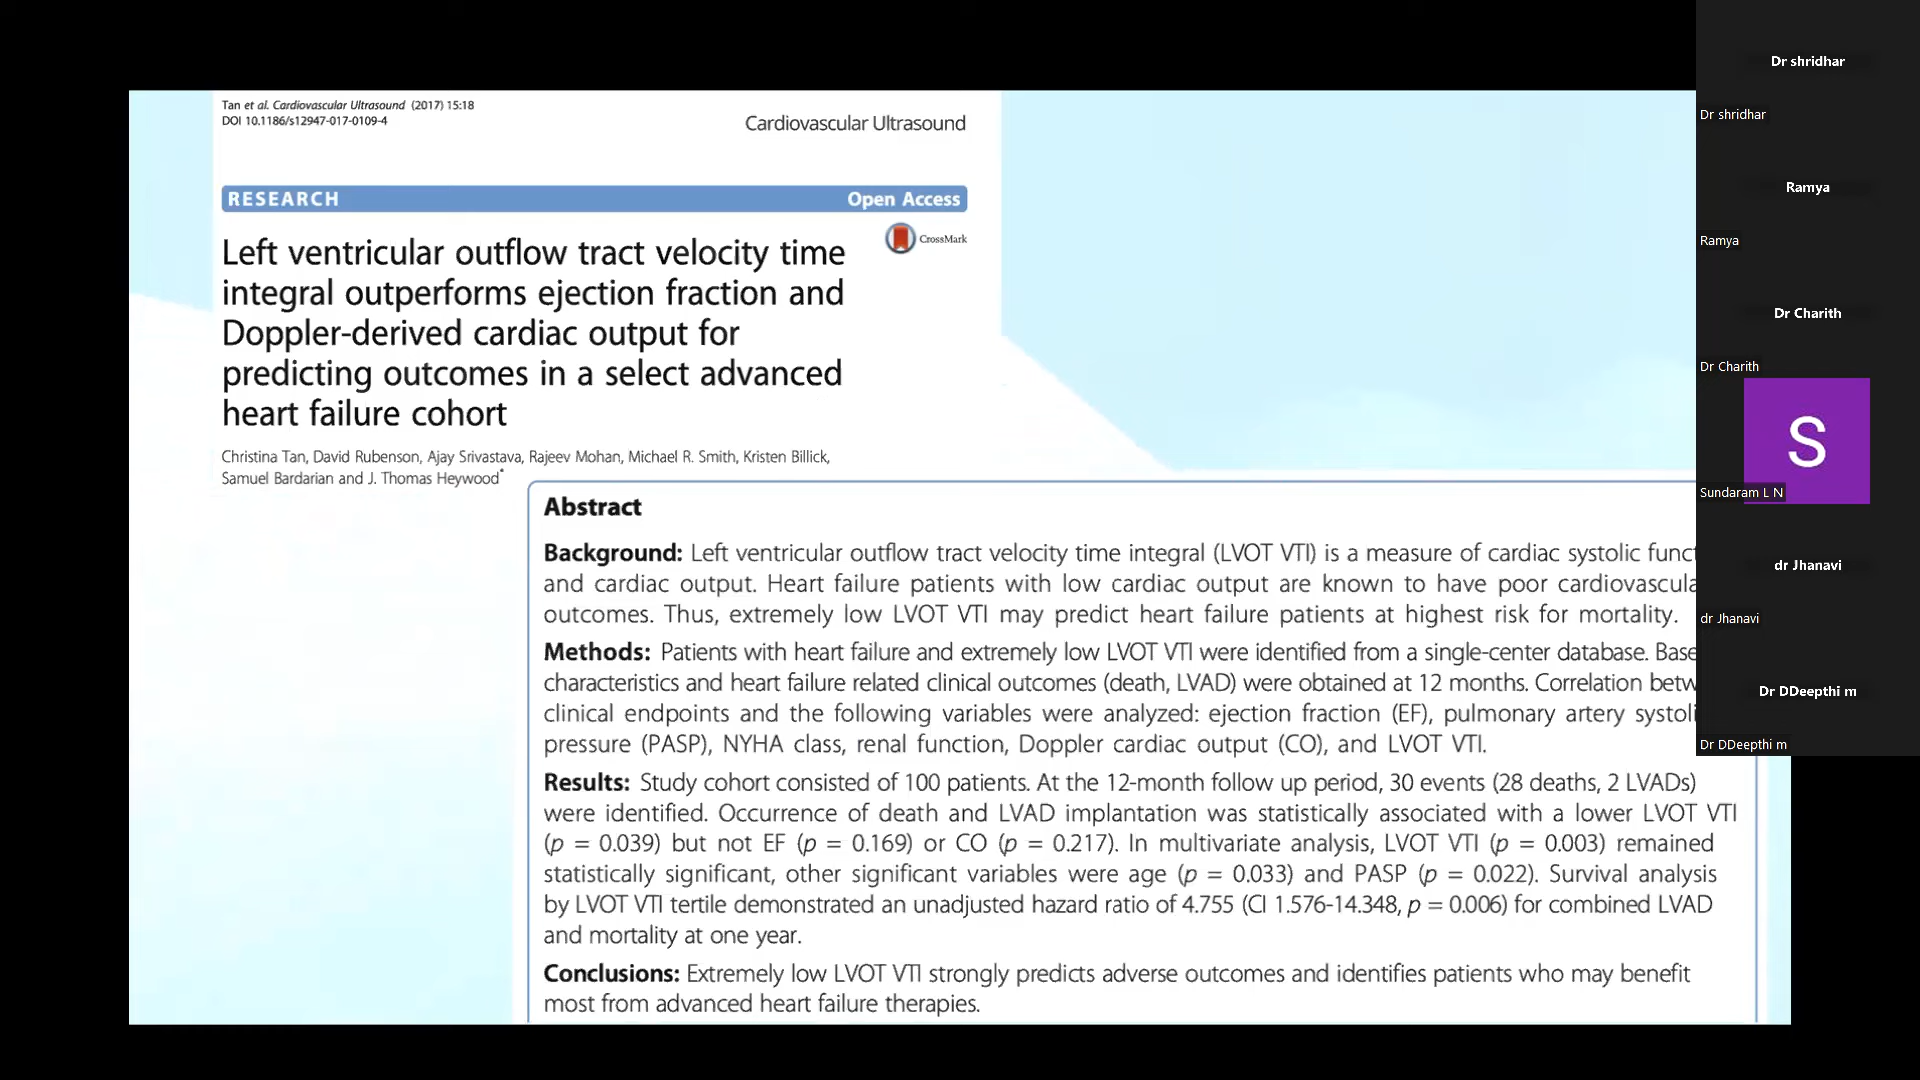 Tan et al. Cardiovascular Ultrasound (2017) 15:18
DOI 10.1186/s12947-017-0109-4
Cardiovascular Ultrasound
RESEARCH
Open Access
CrossMark
Left ventricular outflow tract velocity time
integral outperforms ejection fraction and
Doppler-derived cardiac output for
predicting outcomes in a select advanced
heart failure cohort
Christina Tan, David Rubenson, Ajay Srivastava, Rajeev Mohan, Michael R. Smith, Kristen Billick,
Samuel Bardarian and J. Thomas Heywood*
Abstract
Background: Left ventricular outflow tract velocity time integral (LVOT VTI) is a measure of cardiac systolic funct
and cardiac output. Heart failure patients with low cardiac output are known to have poor cardiovascula
outcomes. Thus, extremely low LVOT VTI may predict heart failure patients at highest risk for mortality.
Methods: Patients with heart failure and extremely low LVOT VTI were identified from a single-center database. Base
characteristics and heart failure related clinical outcomes (death, LVAD) were obtained at 12 months. Correlation betw
clinical endpoints and the following variables were analyzed: ejection fraction (EF), pulmonary artery systoli
pressure (PASP), NYHA class, renal function, Doppler cardiac output (CO), and LVOT VTI.
Results: Study cohort consisted of 100 patients. At the 12-month follow up period, 30 events (28 deaths, 2 LVADs)
were identified. Occurrence of death and LVAD implantation was statistically associated with a lower LVOT VTI
(p = 0.039) but not EF (p = 0.169) or CO (p = 0.217). In multivariate analysis, LVOT VTI (p = 0.003) remained
statistically significant, other significant variables were age (p = 0.033) and PASP (p = 0.022). Survival analysis
by LVOT VTI tertile demonstrated an unadjusted hazard ratio of 4.755 (CI 1.576-14.348, p = 0.006) for combined LVAD
and mortality at one year.
Conclusions: Extremely low LVOT VTI strongly predicts adverse outcomes and identifies patients who may benefit
most from advanced heart failure therapies.
Dr shridhar
Dr shridhar
Ramya
Ramya
Dr Charith
Dr Charith
S
Sundaram L N
dr Jhanavi
dr Jhanavi
Dr DDeepthi m
Dr DDeepthi m